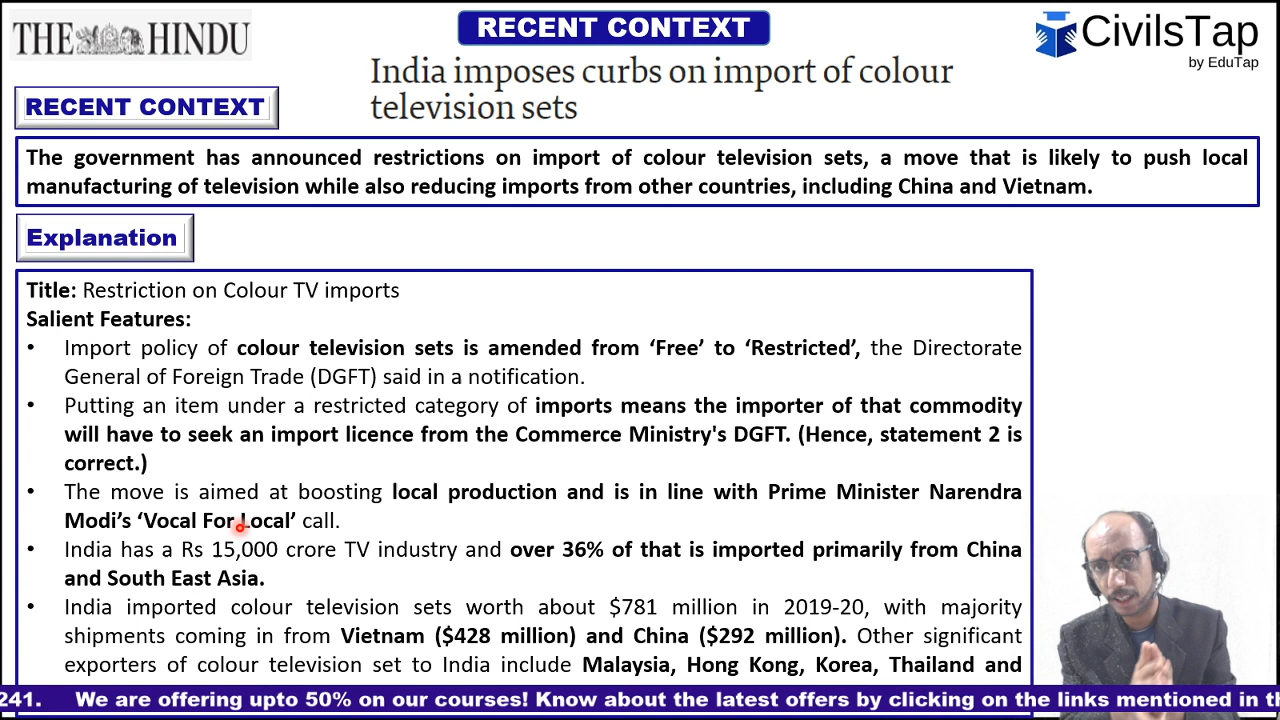 THE HINDU
RECENT CONTEXT
CivilsTap
by EduTap
India imposes curbs on import of colour
television sets
RECENT CONTEXT
The government has announced restrictions on import of colour television sets, a move that is likely to push local
manufacturing of television while also reducing imports from other countries, including China and Vietnam.
Explanation
Title: Restriction on Colour TV imports
Salient Features:
• Import policy of colour television sets is amended from ‘Free’ to ‘Restricted’, the Directorate
General of Foreign Trade (DGFT) said in a notification.
• Putting an item under a restricted category of imports means the importer of that commodity
will have to seek an import licence from the Commerce Ministry's DGFT. (Hence, statement 2 is
correct.)
• The move is aimed at boosting local production and is in line with Prime Minister Narendra
Modi’s ‘Vocal For Local’ call.
• India has a Rs 15,000 crore TV industry and over 36% of that is imported primarily from China
and South East Asia.
• India imported colour television sets worth about $781 million in 2019-20, with majority
shipments coming in from Vietnam ($428 million) and China ($292 million). Other significant
exporters of colour television set to India include Malaysia, Hong Kong, Korea, Thailand and
241. We are offering upto 50% on our courses! Know about the latest offers by clicking on the links mentioned in th